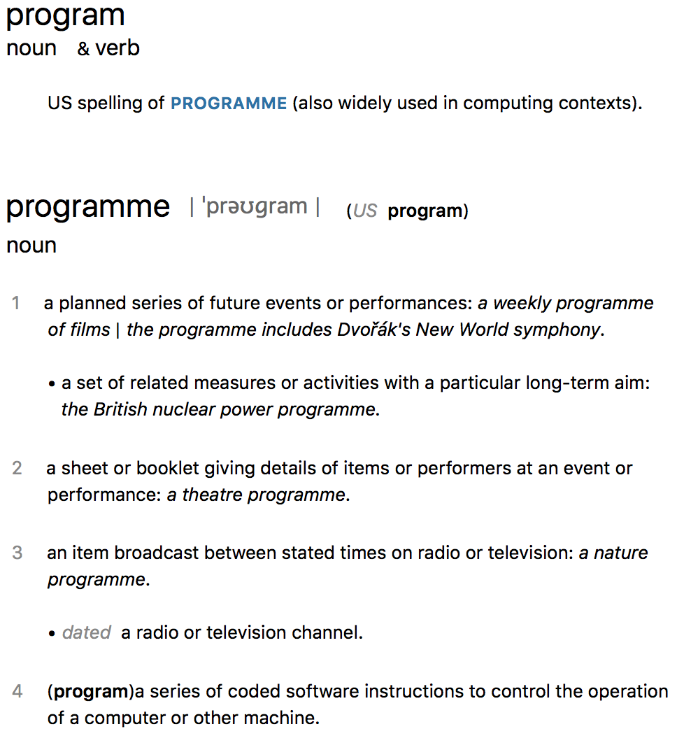 program
noun & verb
US spelling of PROGRAMME (also widely used in computing contexts).
programme | ˈprəʊɡram | (US program)
noun
1 a planned series of future events or performances: a weekly programme
of films | the programme includes Dvořák's New World symphony.
• a set of related measures or activities with a particular long-term aim:
the British nuclear power programme.
2 a sheet or booklet giving details of items or performers at an event or
performance: a theatre programme.
3 an item broadcast between stated times on radio or television: a nature
programme.
• dated a radio or television channel.
4 (program)a series of coded software instructions to control the operation
of a computer or other machine.